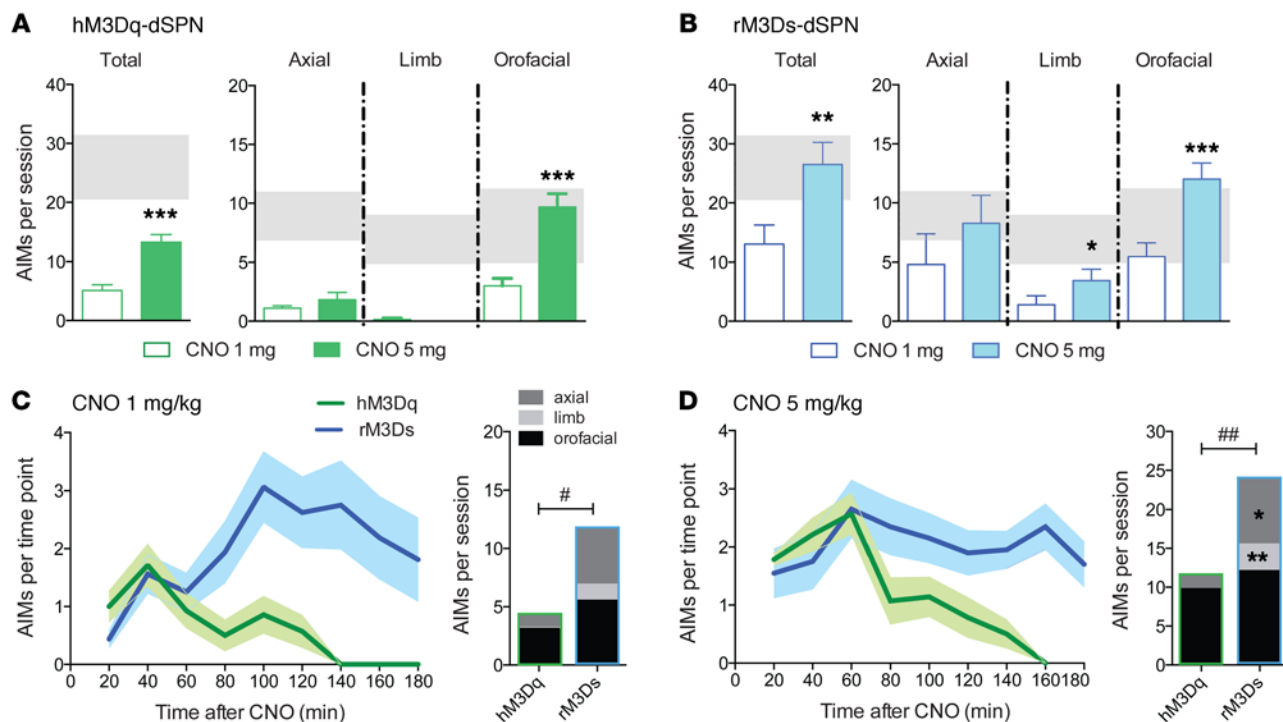 A hM3Dq-dSPN
Total Axial Limb Orofacial
AIMs per session
40
30
20
10
0
***
20
15
10
5
0
***
CNO 1 mg CNO 5 mg
B rM3Ds-dSPN
Total Axial Limb Orofacial
AIMs per session
40
30
20
10
0
**
20
15
10
5
0
*
***
CNO 1 mg CNO 5 mg
C CNO 1 mg/kg
hM3Dq
rM3Ds
AIMs per time point
4
3
2
1
0
0 20 40 60 80 100 120 140 160 180
Time after CNO (min)
axial
limb
orofacial
AIMs per session
20
15
10
5
0
#
hM3Dq
rM3Ds
D CNO 5 mg/kg
AIMs per time point
4
3
2
1
0
0 20 40 60 80 100 120 140 160 180
Time after CNO (min)
AIMs per session
30
25
20
15
10
5
0
##
*
**
hM3Dq
rM3Ds